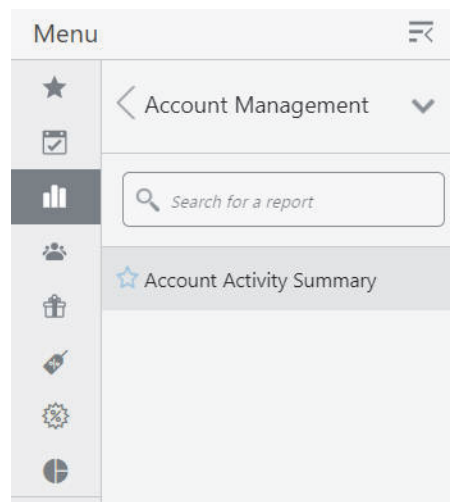 Menu
Account Management
Search for a report
Account Activity Summary